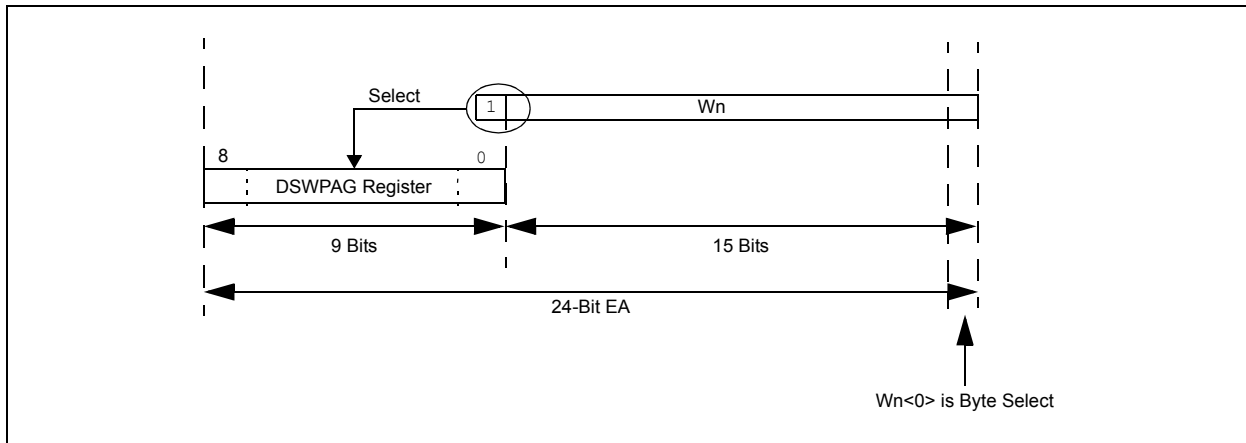 Select
1
Wn
8
0
DSWPAG Register
9 Bits
15 Bits
24-Bit EA
Wn<0> is Byte Select